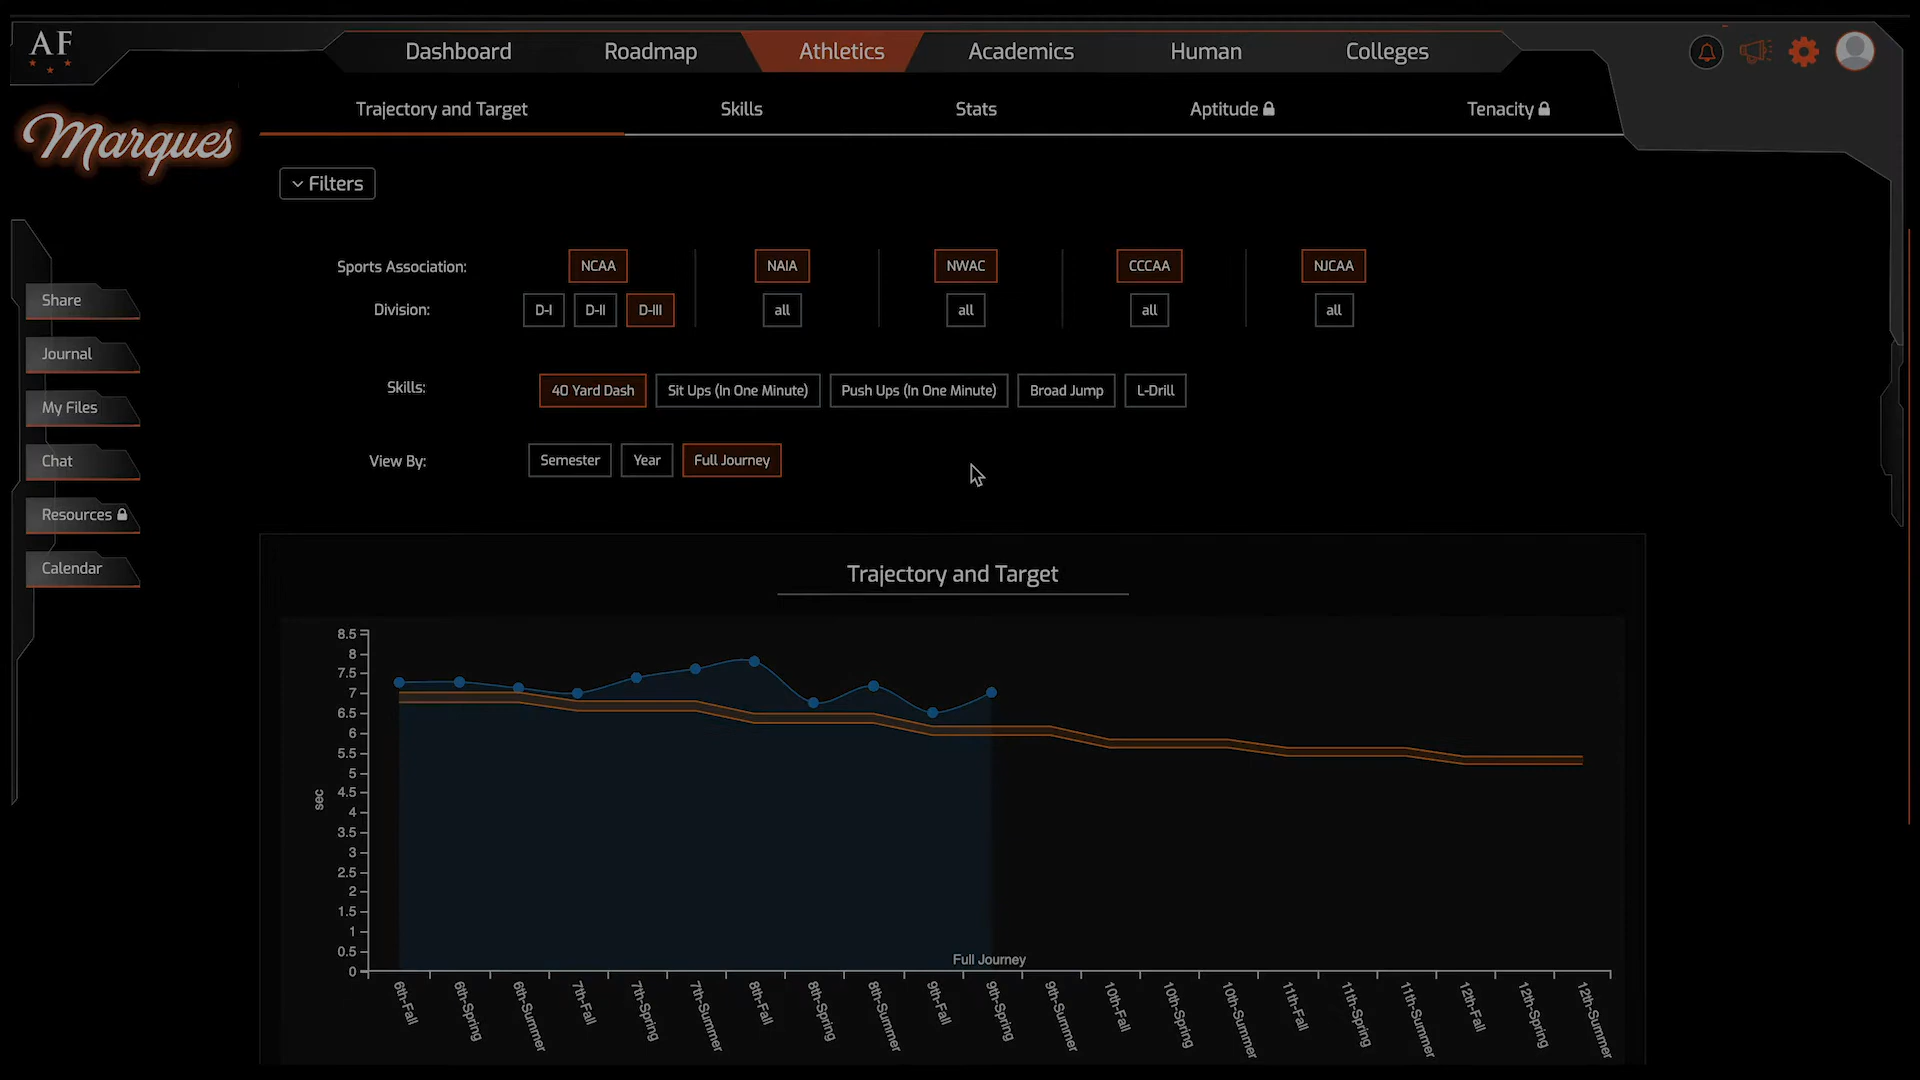 AF
Dashboard
Roadmap
Athletics
Academics
Human
Colleges
Marques
Trajectory and Target
Skills
Stats
Aptitude
Tenacity
Filters
Sports Association:
NCAA
NAIA
NWAC
CCCAA
NJCAA
Division:
D-I
D-II
D-III
all
all
all
all
Skills:
40 Yard Dash
Sit Ups (In One Minute)
Push Ups (In One Minute)
Broad Jump
L-Drill
View By:
Semester
Year
Full Journey
Share
Journal
My Files
Chat
Resources
Calendar
Trajectory and Target
8.5
8
7.5
7
6.5
6
5.5
5
4.5
4
3.5
3
2.5
2
1.5
1
0.5
0
sec
Full Journey
6th-Fall
6th-Spring
6th-Summer
7th-Fall
7th-Spring
7th-Summer
8th-Fall
8th-Spring
8th-Summer
9th-Fall
9th-Spring
9th-Summer
10th-Fall
10th-Spring
10th-Summer
11th-Fall
11th-Spring
11th-Summer
12th-Fall
12th-Spring
12th-Summer